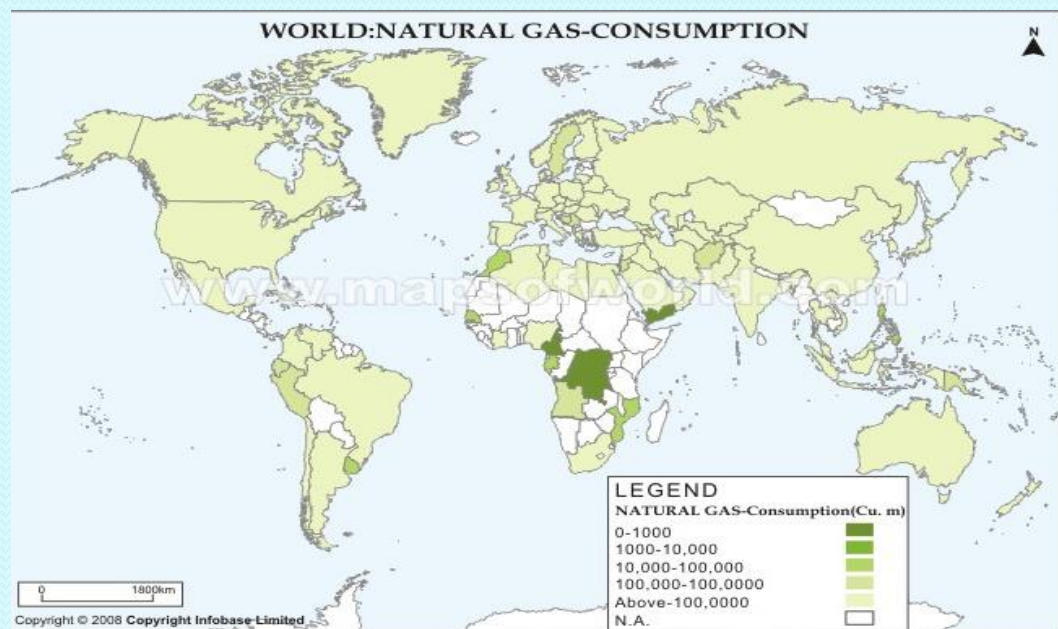 WORLD:NATURAL GAS-CONSUMPTION
N
www.mapsofworld.com
LEGEND
NATURAL GAS-Consumption(Cu. m)
0-1000
1000-10,000
10,000-100,000
100,000-100,0000
Above-100,0000
N.A.
0 1800km
Copyright © 2008 Copyright Infobase Limited